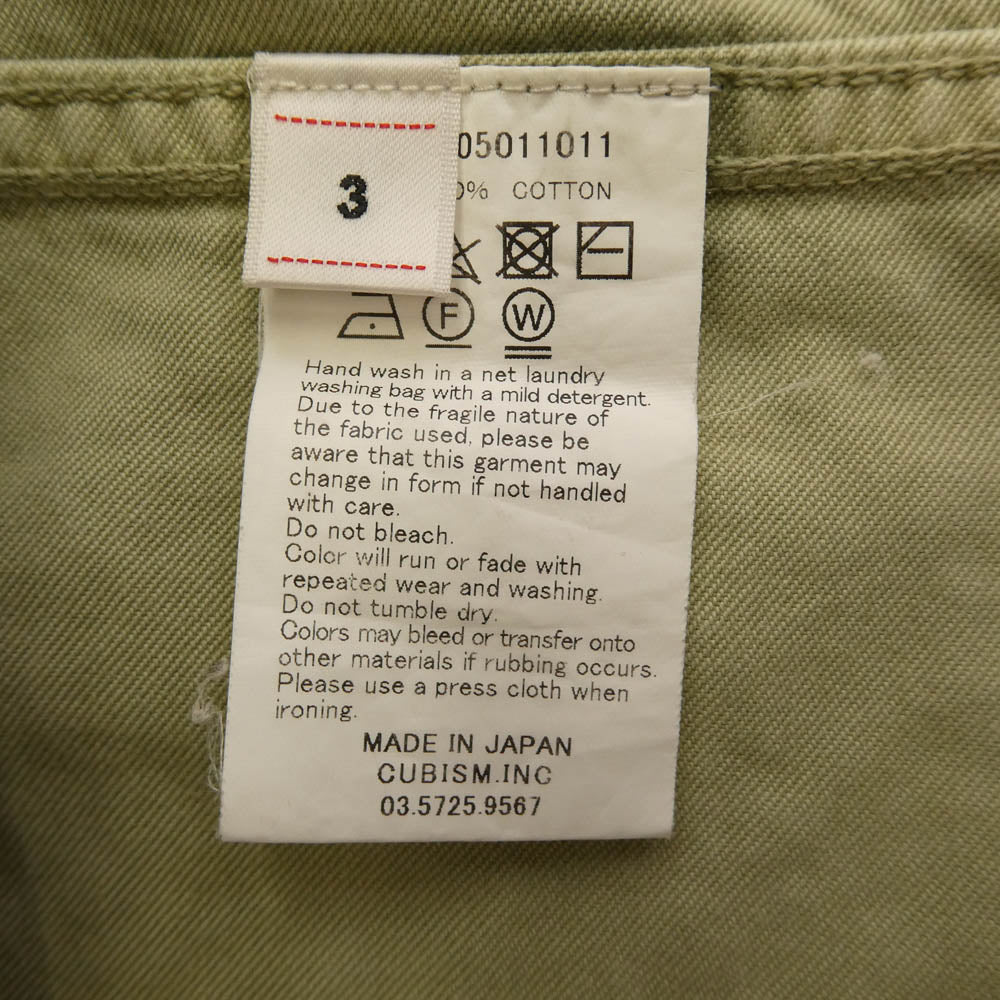 3
05011011
0% COTTON
F
W
Hand wash in a net laundry
washing bag with a mild detergent.
Due to the fragile nature of
the fabric used, please be
aware that this garment may
change in form if not handled
with care.
Do not bleach.
Color will run or fade with
repeated wear and washing.
Do not tumble dry.
Colors may bleed or transfer onto
other materials if rubbing occurs.
Please use a press cloth when
ironing.
MADE IN JAPAN
CUBISM.INC
03.5725.9567